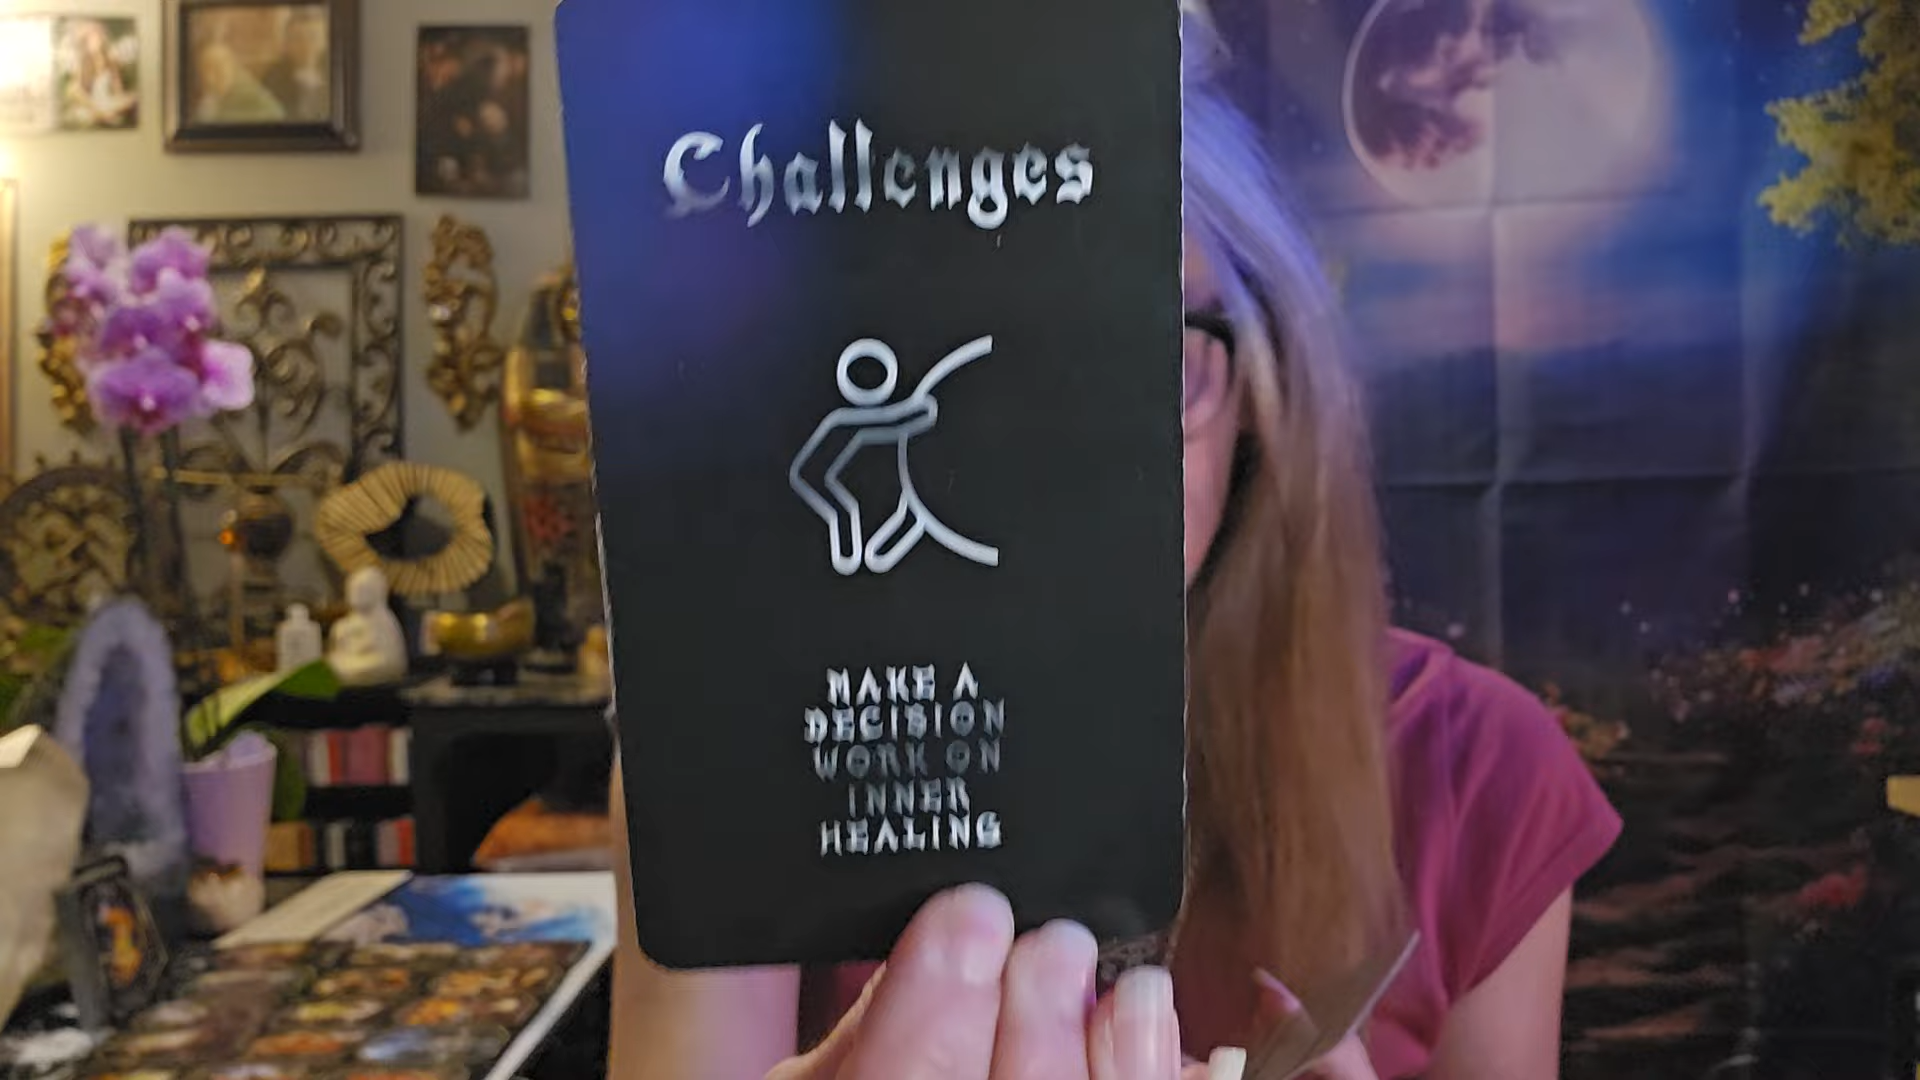 Challenges
MAKE A
DECISION
WORK ON
INNER
HEALING